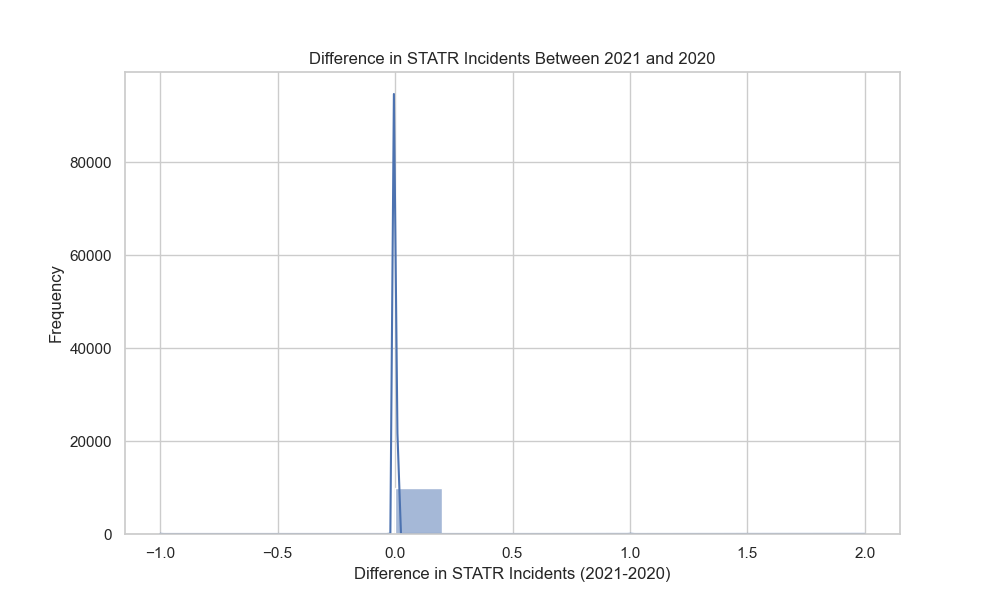 Difference in STATR Incidents Between 2021 and 2020
Frequency
80000
60000
40000
20000
0
−1.0 −0.5 0.0 0.5 1.0 1.5 2.0
Difference in STATR Incidents (2021-2020)